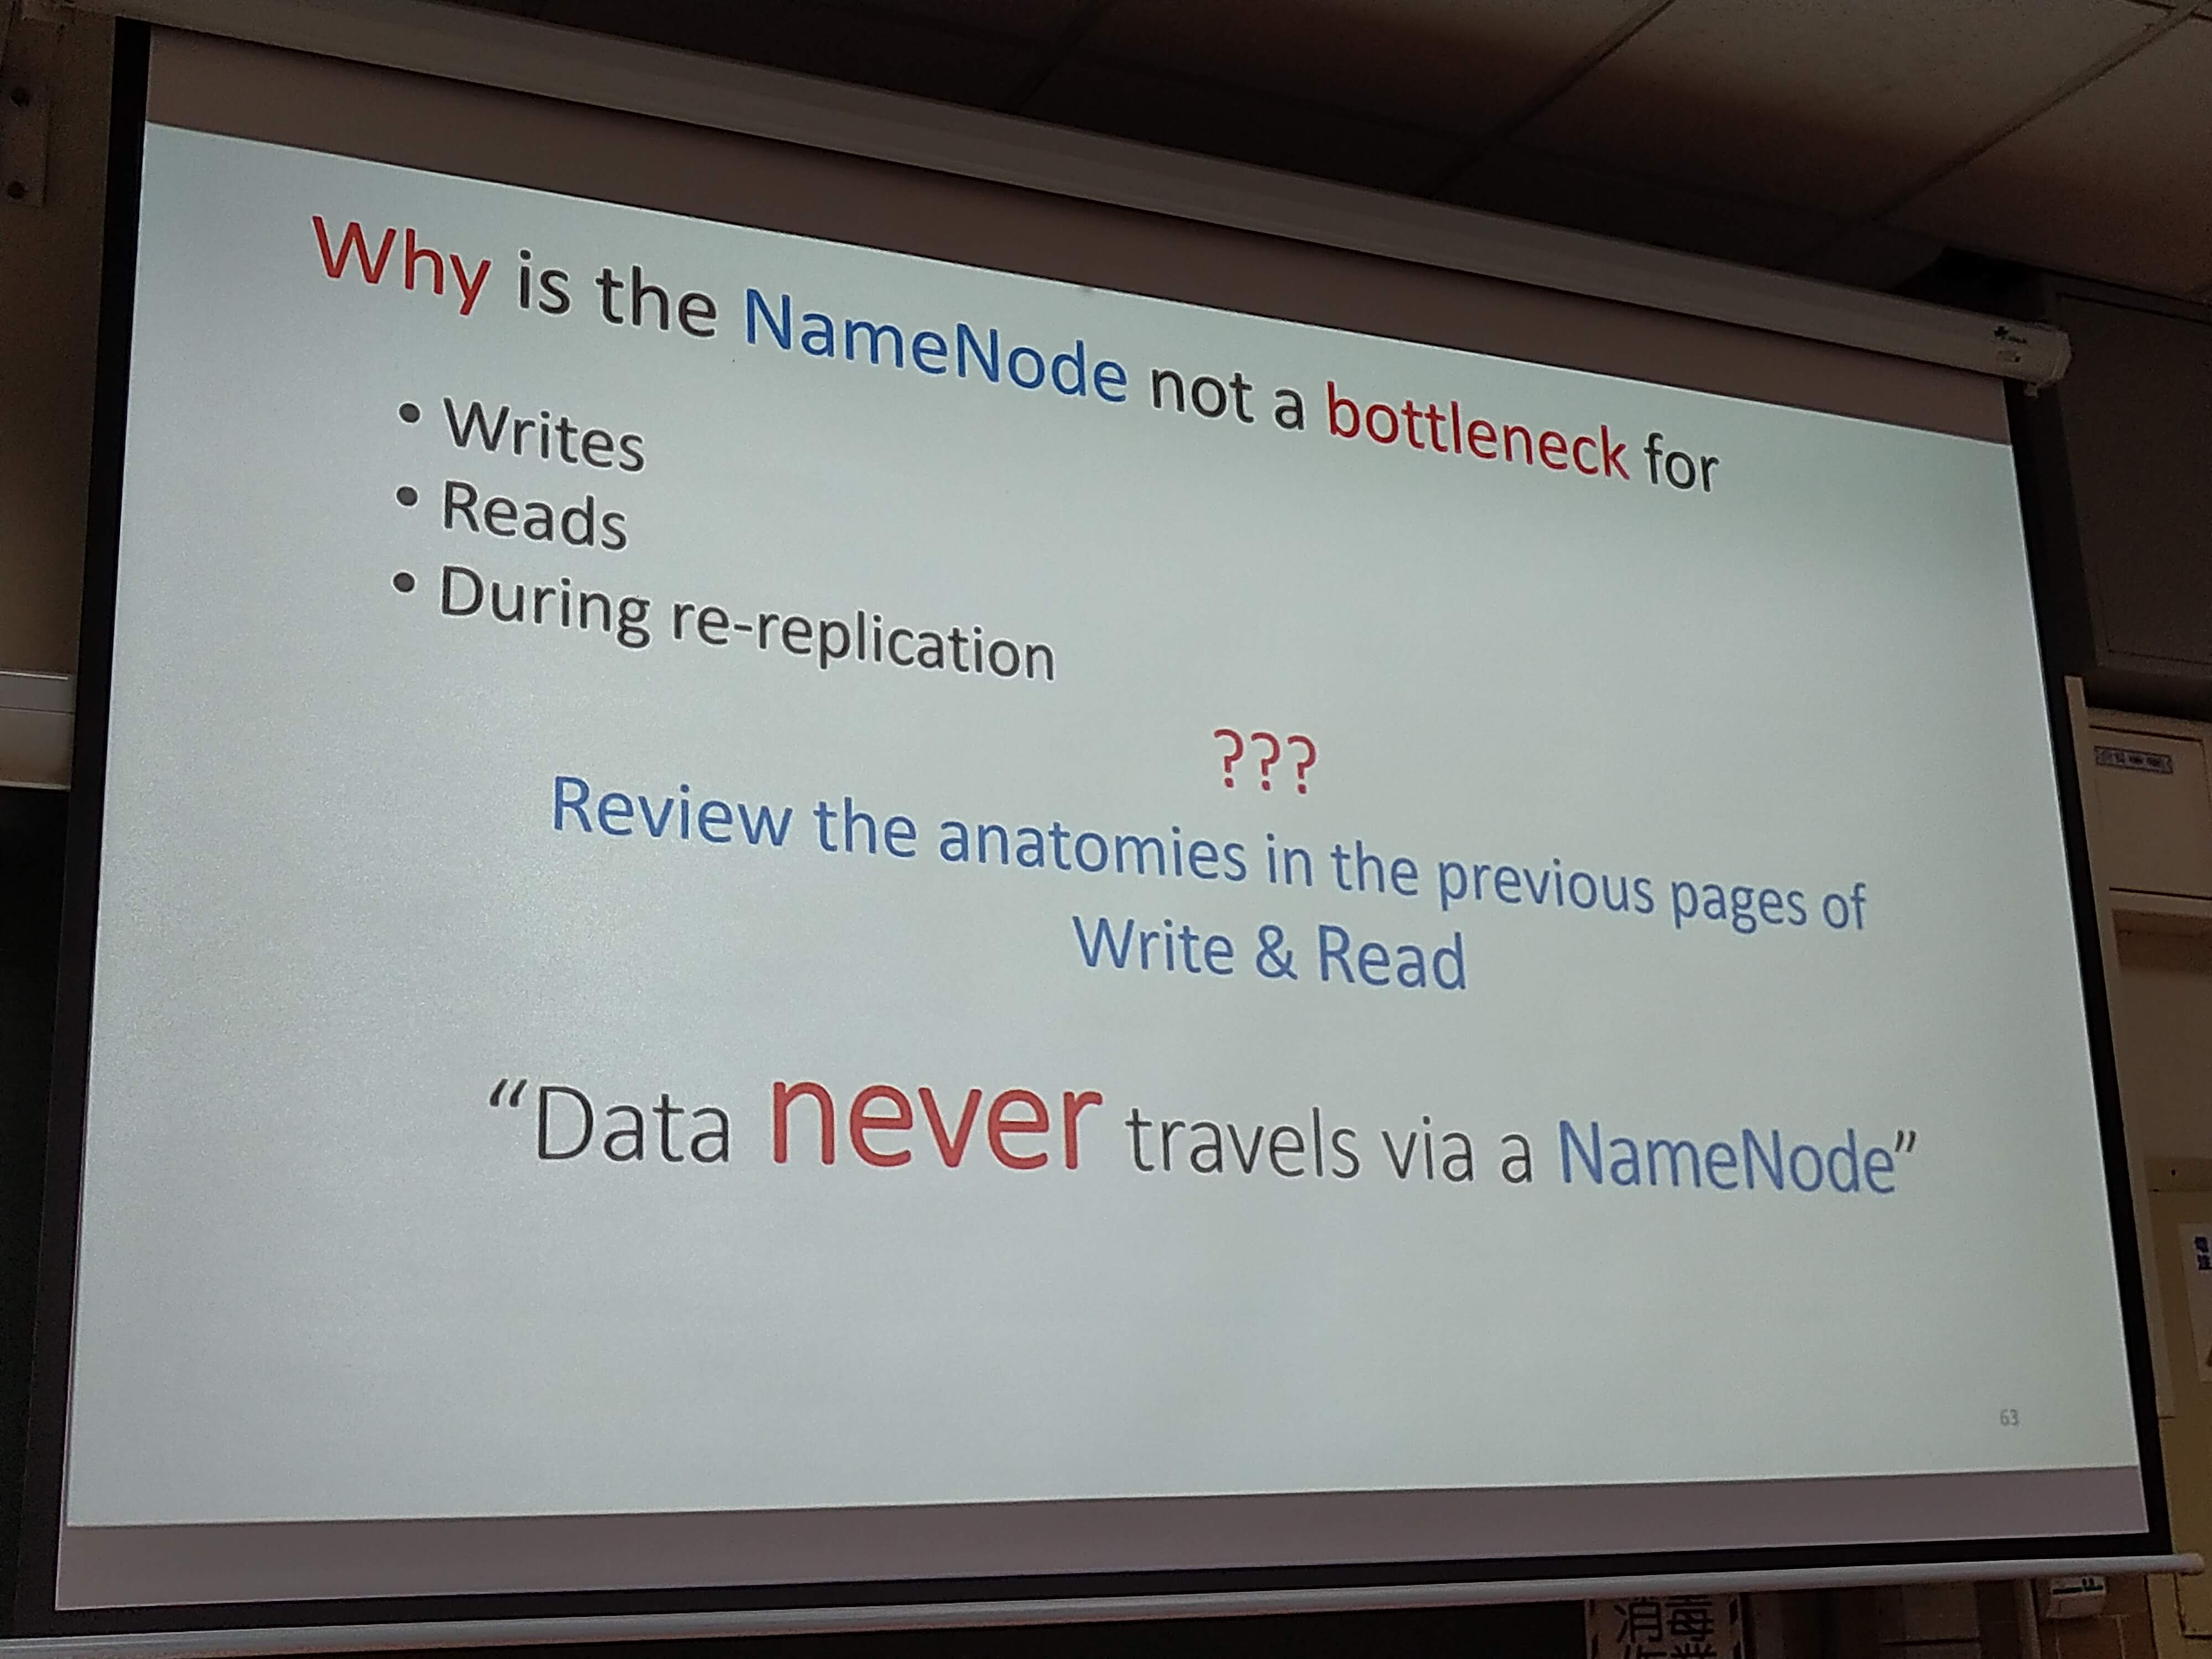 Why is the NameNode not a bottleneck for
• Writes
• Reads
• During re-replication
???
Review the anatomies in the previous pages of
Write & Read
“Data never travels via a NameNode”
63
消毒